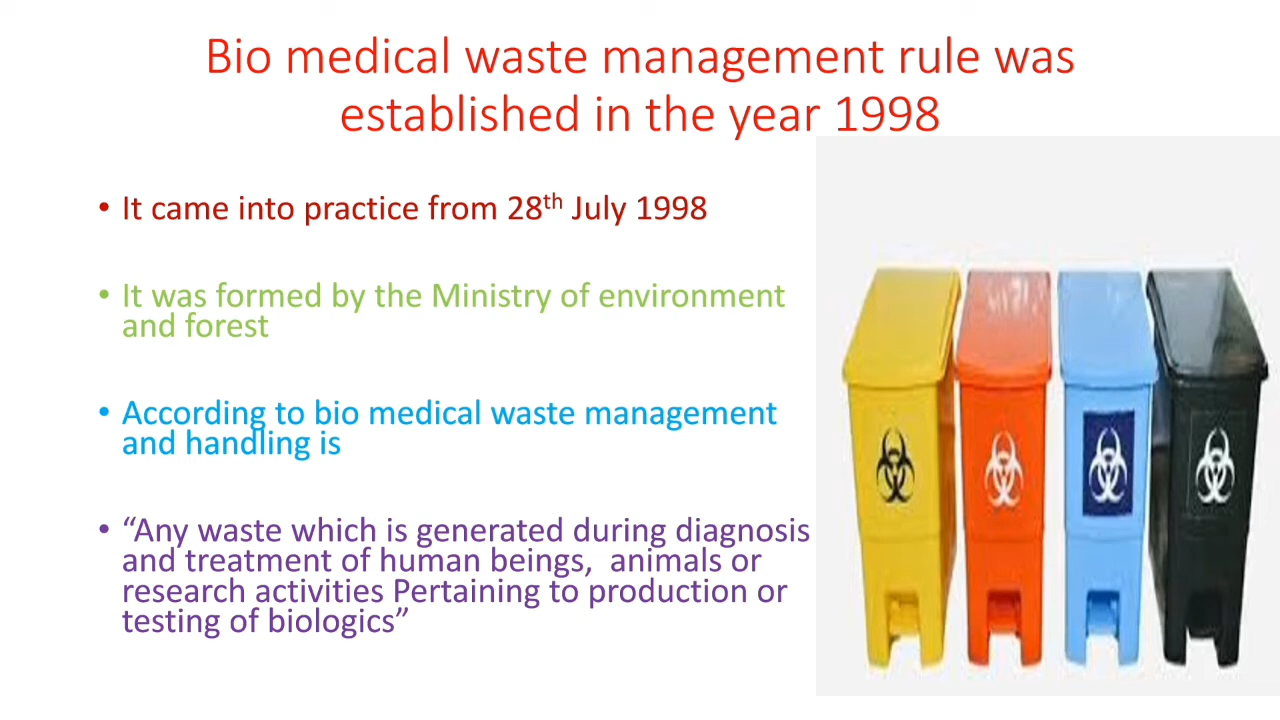 Bio medical waste management rule was
established in the year 1998
• It came into practice from 28th July 1998
• It was formed by the Ministry of environment
and forest
• According to bio medical waste management
and handling is
• “Any waste which is generated during diagnosis
and treatment of human beings,  animals or
research activities Pertaining to production or
testing of biologics”